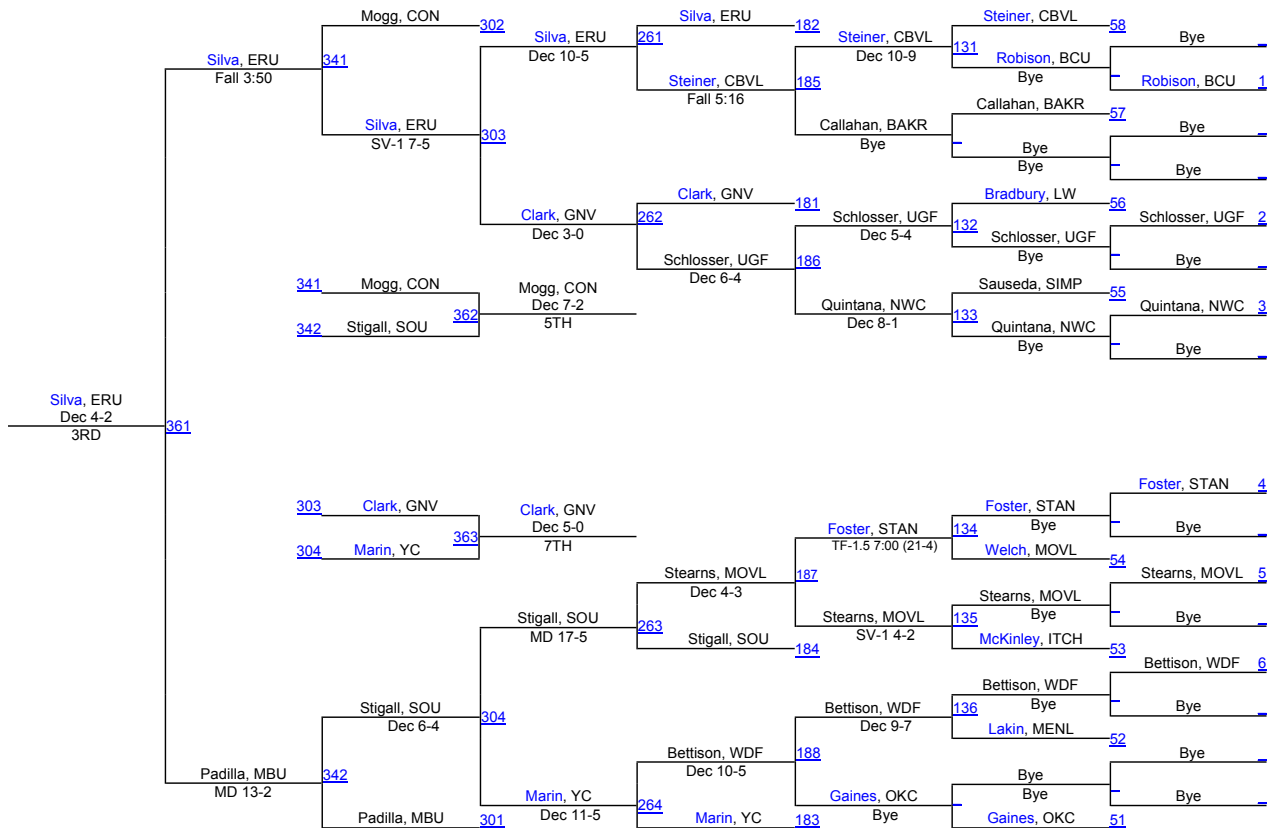 Mogg, CON
302
Silva, ERU
182
Steiner, CBVL
58
Silva, ERU
261
Steiner, CBVL
131
Bye
Silva, ERU
341
Dec 10-5
Dec 10-9
Robison, BCU
Fall 3:50
Steiner, CBVL
185
Bye
Robison, BCU
1
Fall 5:16
Silva, ERU
303
Callahan, BAKR
Callahan, BAKR
57
Bye
SV-1 7-5
Bye
Bye
Bye
Bye
Clark, GNV
181
Bradbury, LW
56
Clark, GNV
262
Schlosser, UGF
132
Schlosser, UGF
2
Dec 3-0
Dec 5-4
Schlosser, UGF
Schlosser, UGF
186
Bye
Bye
Dec 6-4
341
Mogg, CON
Mogg, CON
Sauseda, SIMP
55
362
Dec 7-2
Quintana, NWC
133
Quintana, NWC
3
342
Stigall, SOU
5TH
Dec 8-1
Quintana, NWC
Bye
Bye
Silva, ERU
Dec 4-2
361
3RD
303
Clark, GNV
Clark, GNV
Foster, STAN
Foster, STAN
4
363
Dec 5-0
Foster, STAN
134
Bye
304
Marin, YC
7TH
TF-1.5 7:00 (21-4)
Welch, MOVL
54
Bye
Stearns, MOVL
187
Stearns, MOVL
5
Dec 4-3
Stearns, MOVL
Stigall, SOU
263
Stearns, MOVL
135
Bye
Bye
MD 17-5
SV-1 4-2
Stigall, SOU
184
McKinley, ITCH
53
Bettison, WDF
6
Bettison, WDF
Stigall, SOU
304
Bettison, WDF
136
Bye
Bye
Dec 6-4
Dec 9-7
Lakin, MENL
52
Bettison, WDF
188
Bye
Padilla, MBU
342
Dec 10-5
Bye
MD 13-2
Marin, YC
264
Gaines, OKC
Bye
Bye
Dec 11-5
Bye
Padilla, MBU
301
Marin, YC
183
Gaines, OKC
51